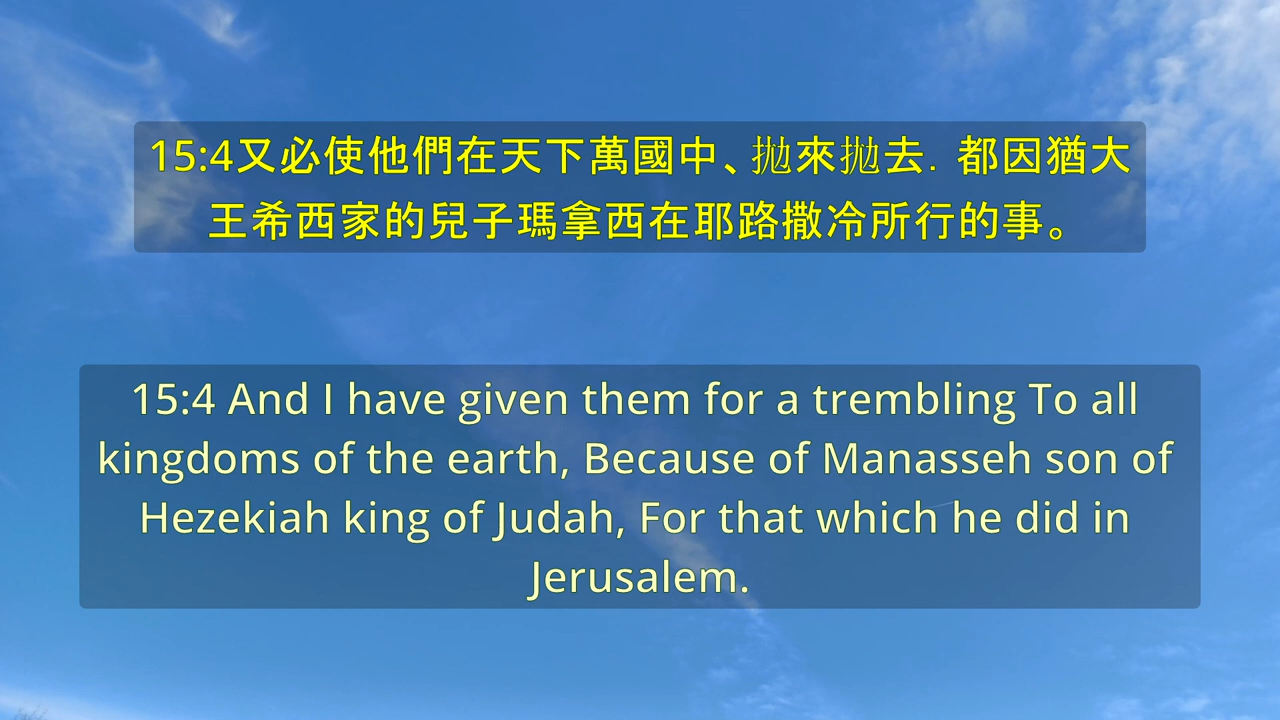 15:4又必使他們在天下萬國中、拋來拋去．都因猶大
王希西家的兒子瑪拿西在耶路撒冷所行的事。
15:4 And I have given them for a trembling To all
kingdoms of the earth, Because of Manasseh son of
Hezekiah king of Judah, For that which he did in
Jerusalem.